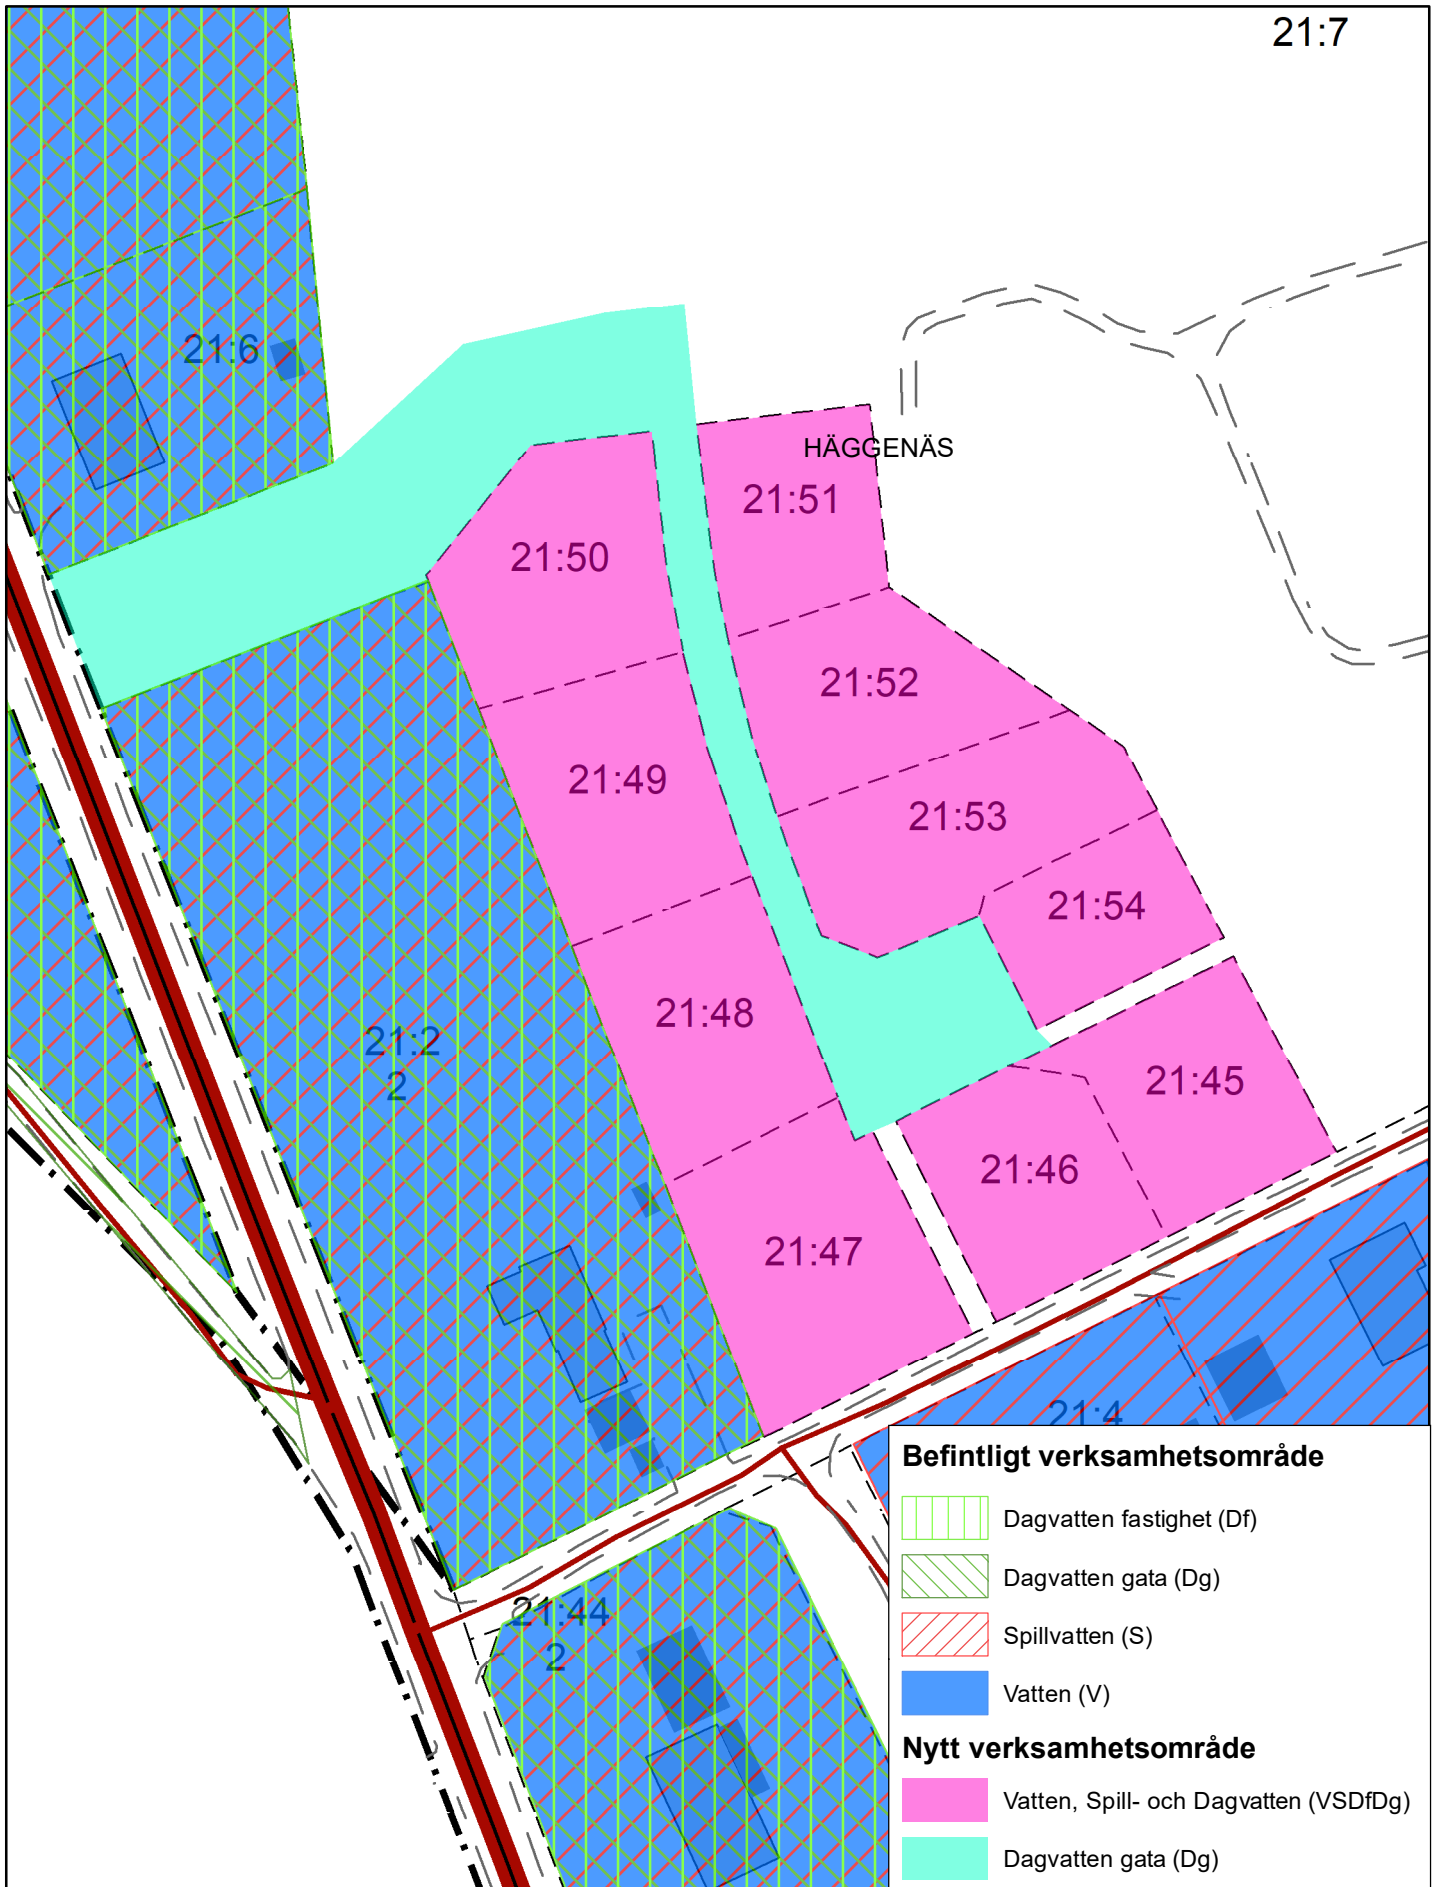 21:7
21:6
HÄGGENÄS
21:51
21:50
21:52
21:49
21:53
21:54
21:48
21:2
2
21:45
21:46
21:47
21:4
21:44
2
Befintligt verksamhetsområde
Dagvatten fastighet (Df)
Dagvatten gata (Dg)
Spillvatten (S)
Vatten (V)
Nytt verksamhetsområde
Vatten, Spill- och Dagvatten (VSDfDg)
Dagvatten gata (Dg)